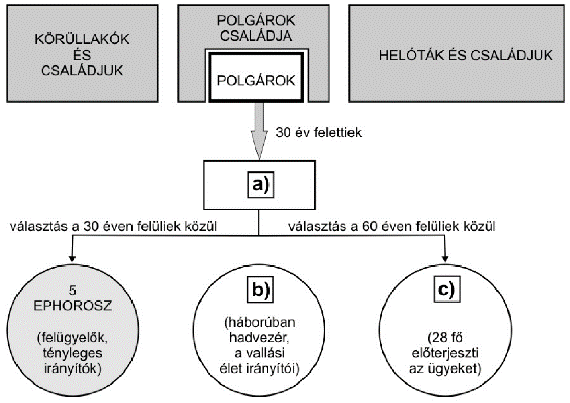 KÖRÜLLAKÓK
ÉS
CSALÁDJUK
POLGÁROK
CSALÁDJA
POLGÁROK
HELÓTÁK ÉS CSALÁDJUK
30 év felettiek
a)
választás a 30 éven felüliek közül
választás a 60 éven felüliek közül
5
EPHOROSZ
(felügyelők,
tényleges
irányítók)
b)
(háborúban
hadvezér,
a vallási
élet irányítói)
c)
(28 fő
előterjeszti
az ügyeket)